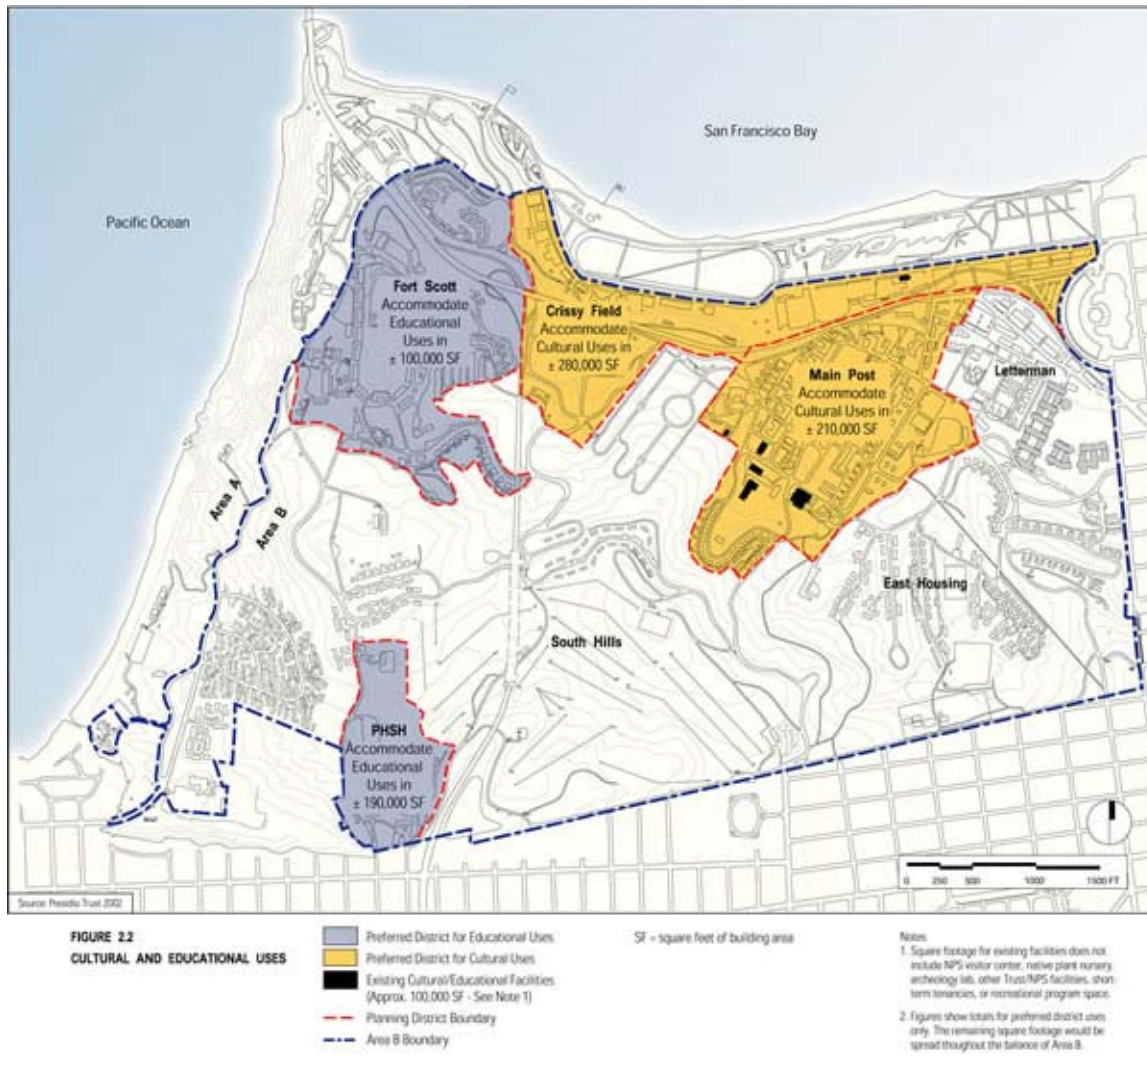 San Francisco Bay
Pacific Ocean
Fort Scott
Accommodate
Educational
Uses in
± 100,000 SF
Crissy Field
Accommodate
Cultural Uses in
± 280,000 SF
Main Post
Accommodate
Cultural Uses in
± 210,000 SF
Letterman
Area A
Area B
East Housing
South Hills
PHSH
Accommodate
Educational
Uses in
± 190,000 SF
0 250 500 1000 1500 FT
Source: Presidio Trust 2002
FIGURE 2.2
CULTURAL AND EDUCATIONAL USES
Preferred District for Educational Uses
Preferred District for Cultural Uses
Existing Cultural/Educational Facilities
(Approx. 100,000 SF - See Note 1)
Planning District Boundary
Area B Boundary
SF = square feet of building area
Notes
1. Square footage for existing facilities does not
include NPS visitor center, native plant nursery,
archeology lab, other Trust/NPS facilities, short-
term tenancies, or recreational program space.
2. Figures show totals for preferred district uses
only. The remaining square footage would be
spread thoughout the balance of Area B.